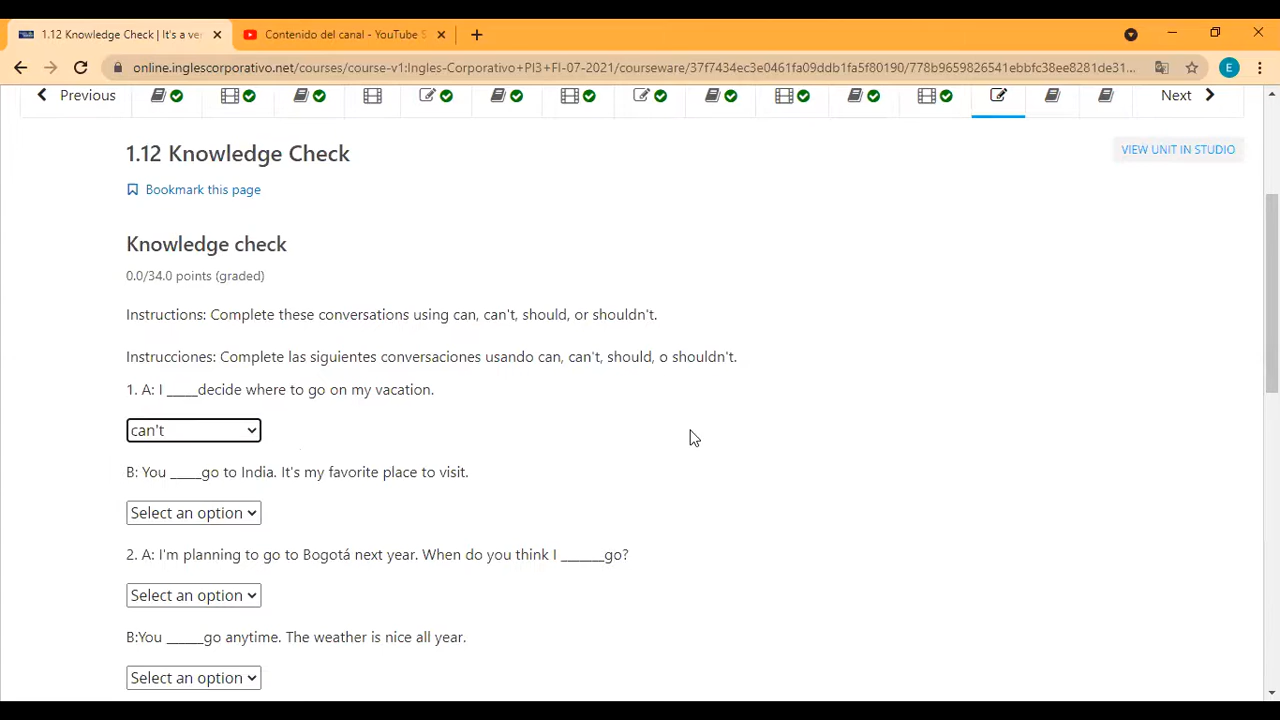 1.12 Knowledge Check | It's a ve
Contenido del canal - YouTube S
online.inglescorporativo.net/courses/course-v1:Ingles-Corporativo+PI3+FI-07-2021/courseware/37f7434ec3e0461fa09ddb1fa5f80190/778b9659826541ebbfc38ee8281de31...
E
Previous
Next
1.12 Knowledge Check
VIEW UNIT IN STUDIO
Bookmark this page
Knowledge check
0.0/34.0 points (graded)
Instructions: Complete these conversations using can, can't, should, or shouldn't.
Instrucciones: Complete las siguientes conversaciones usando can, can't, should, o shouldn't.
1. A: I _____decide where to go on my vacation.
can't
B: You _____go to India. It's my favorite place to visit.
Select an option
2. A: I'm planning to go to Bogotá next year. When do you think I _______go?
Select an option
B:You ______go anytime. The weather is nice all year.
Select an option